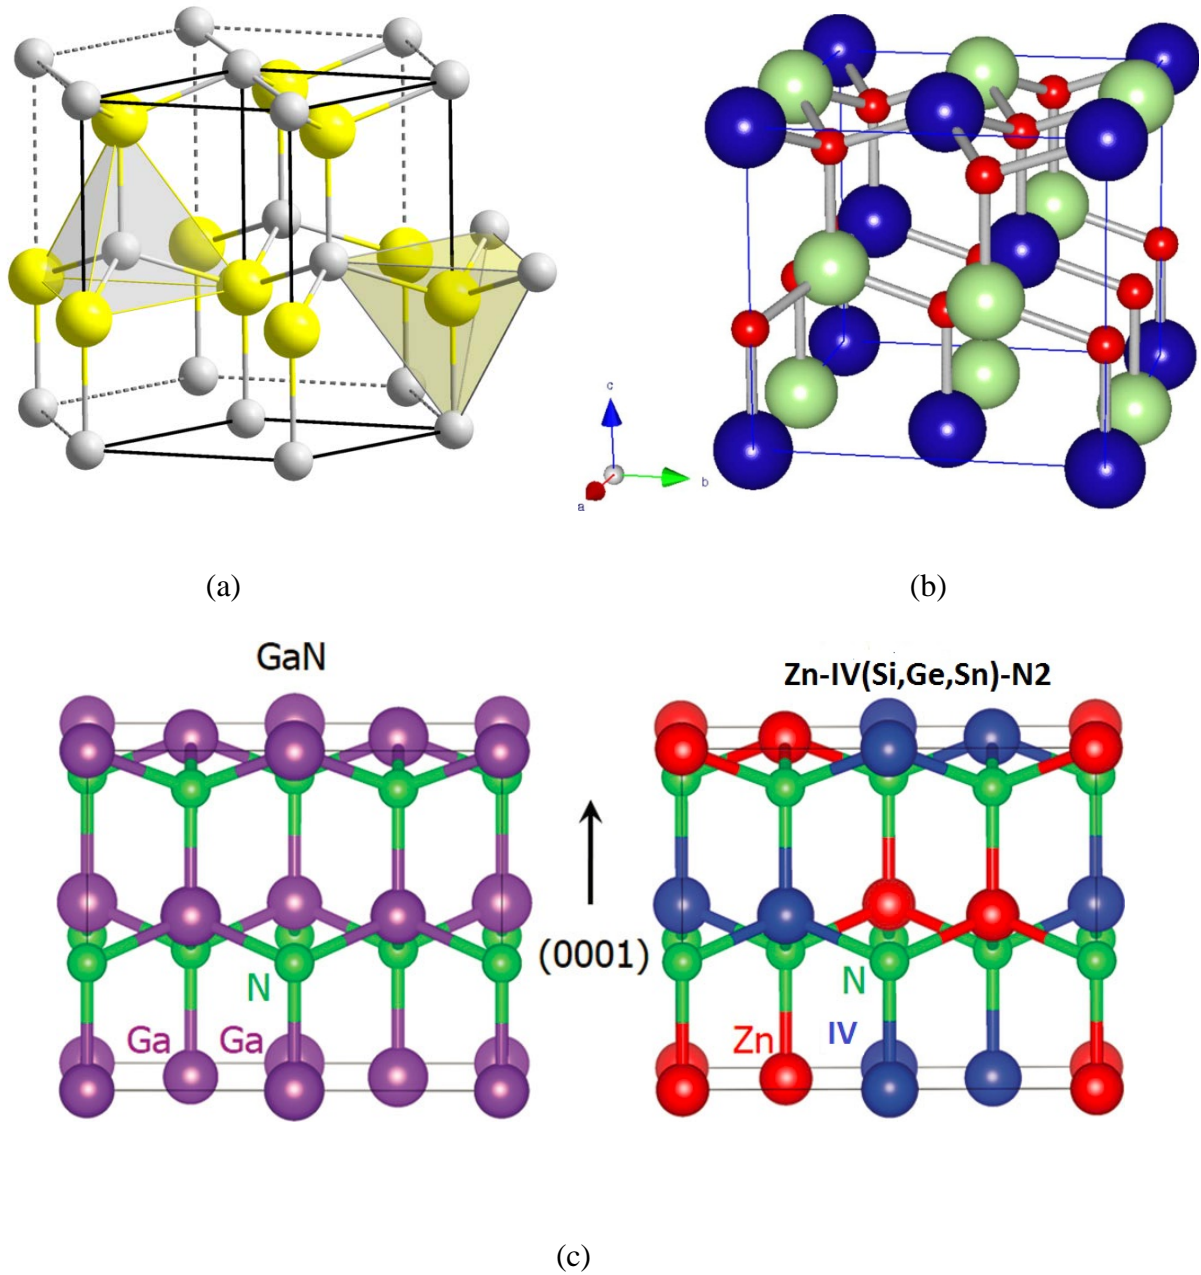 c
b
a
(a)
(b)
GaN
Zn-IV(Si,Ge,Sn)-N2
(0001)
N
Ga
Ga
N
Zn
IV
(c)